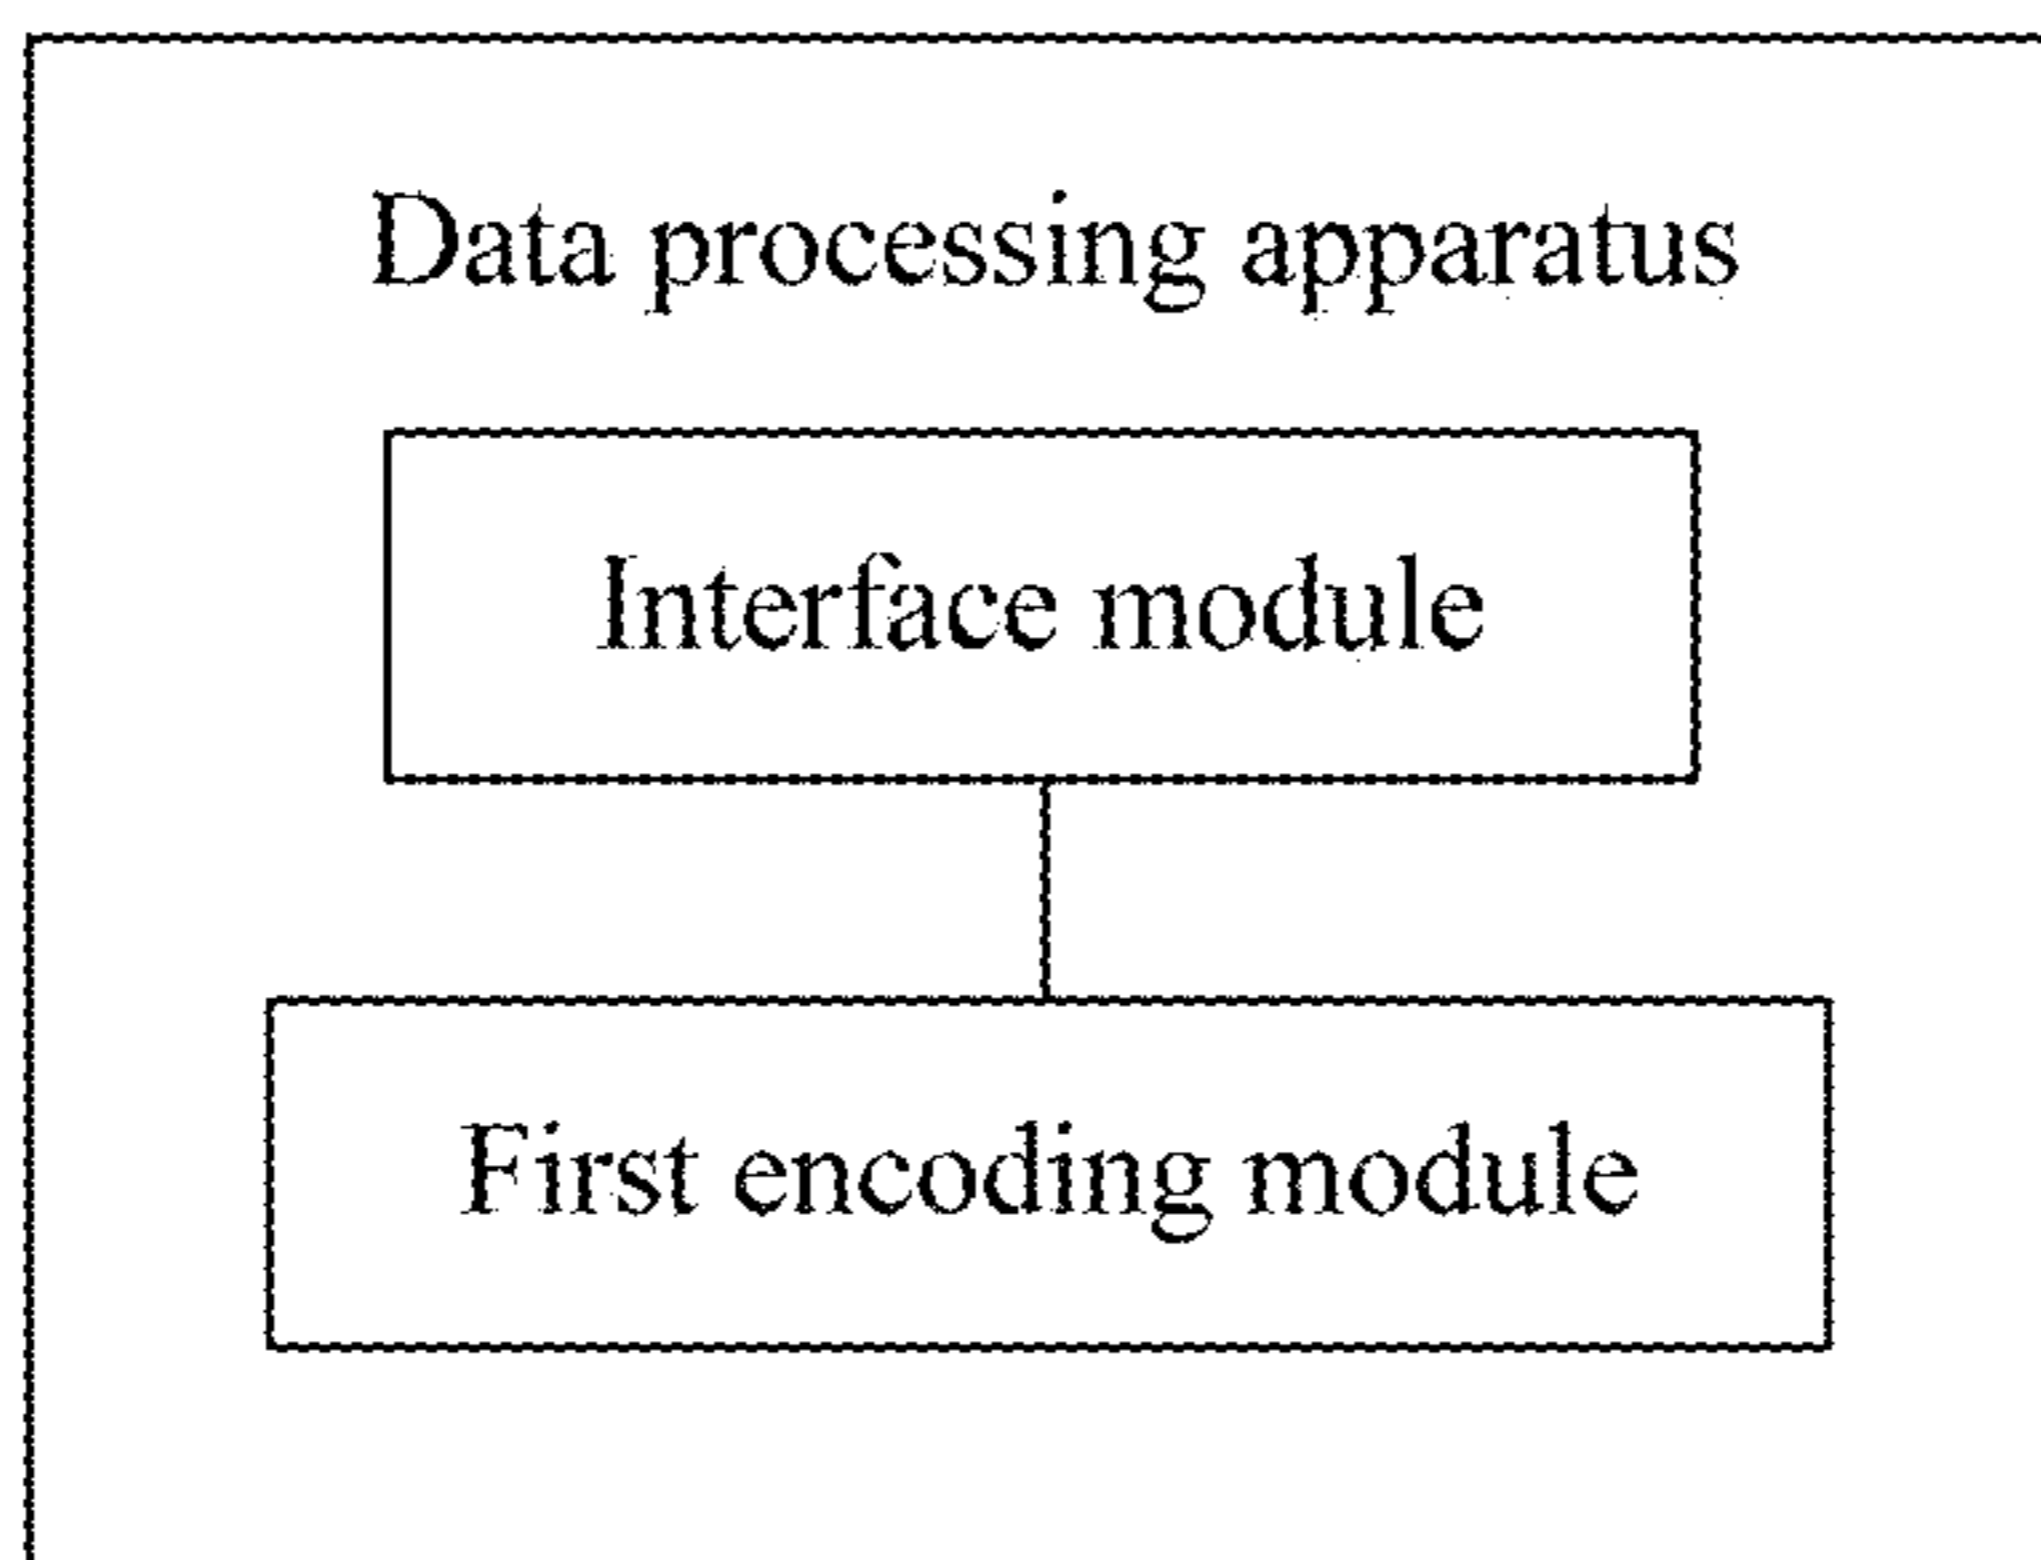 Data processing apparatus
Interface module
First encoding module